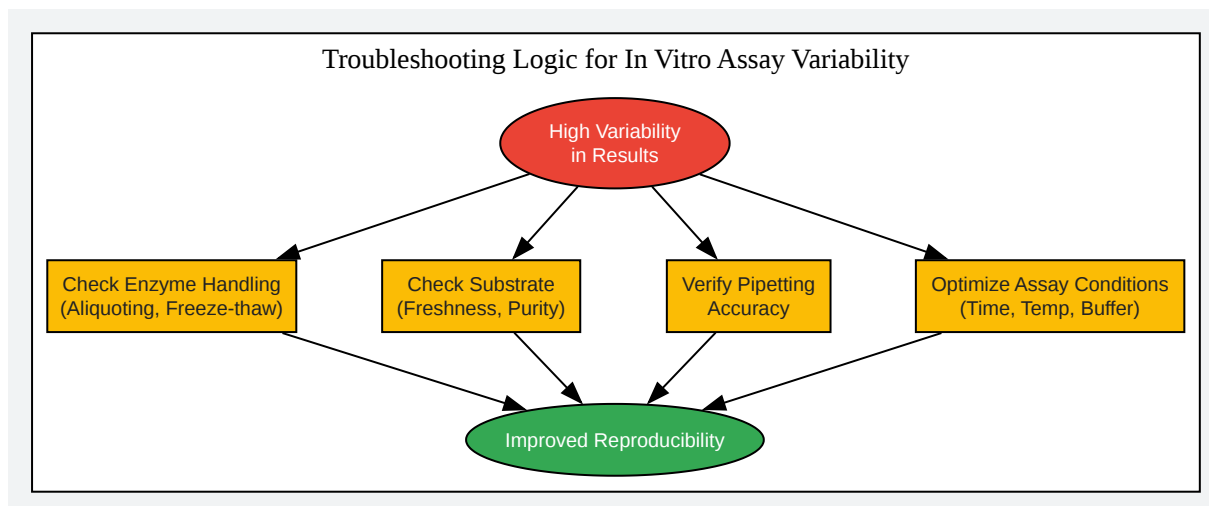 Troubleshooting Logic for In Vitro Assay Variability
High Variability
in Results
Check Enzyme Handling
(Aliquoting, Freeze-thaw)
Check Substrate
(Freshness, Purity)
Verify Pipetting
Accuracy
Optimize Assay Conditions
(Time, Temp, Buffer)
Improved Reproducibility